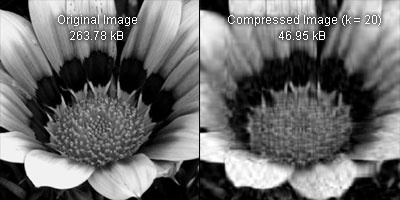 Original Image
263.78 kB
Compressed Image (k = 20)
46.95 kB